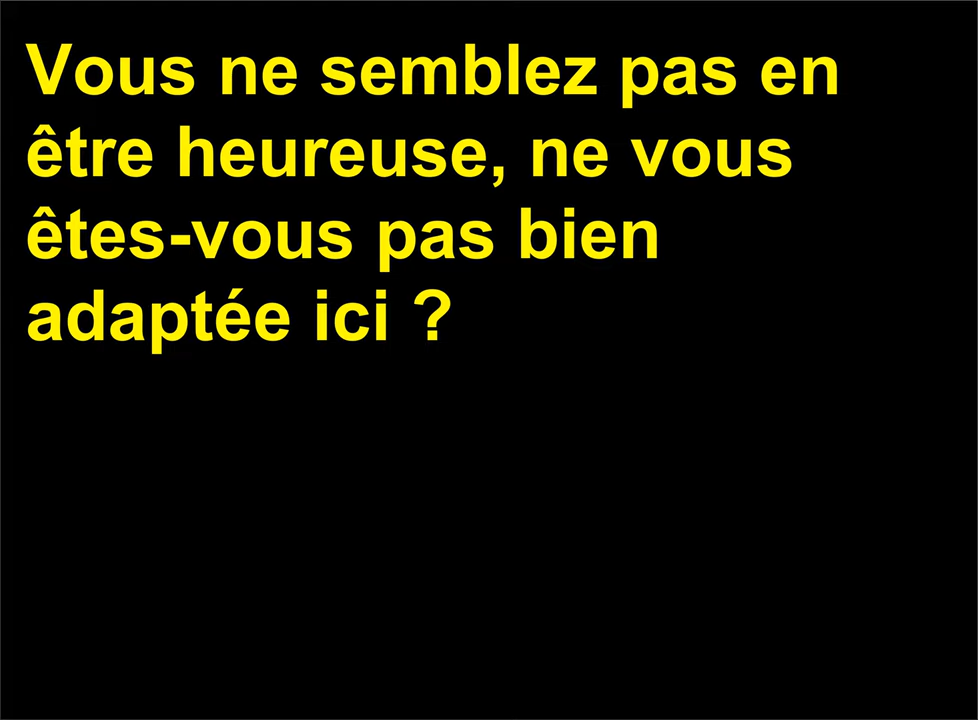 Vous ne semblez pas en
être heureuse, ne vous
êtes-vous pas bien
adaptée ici ?